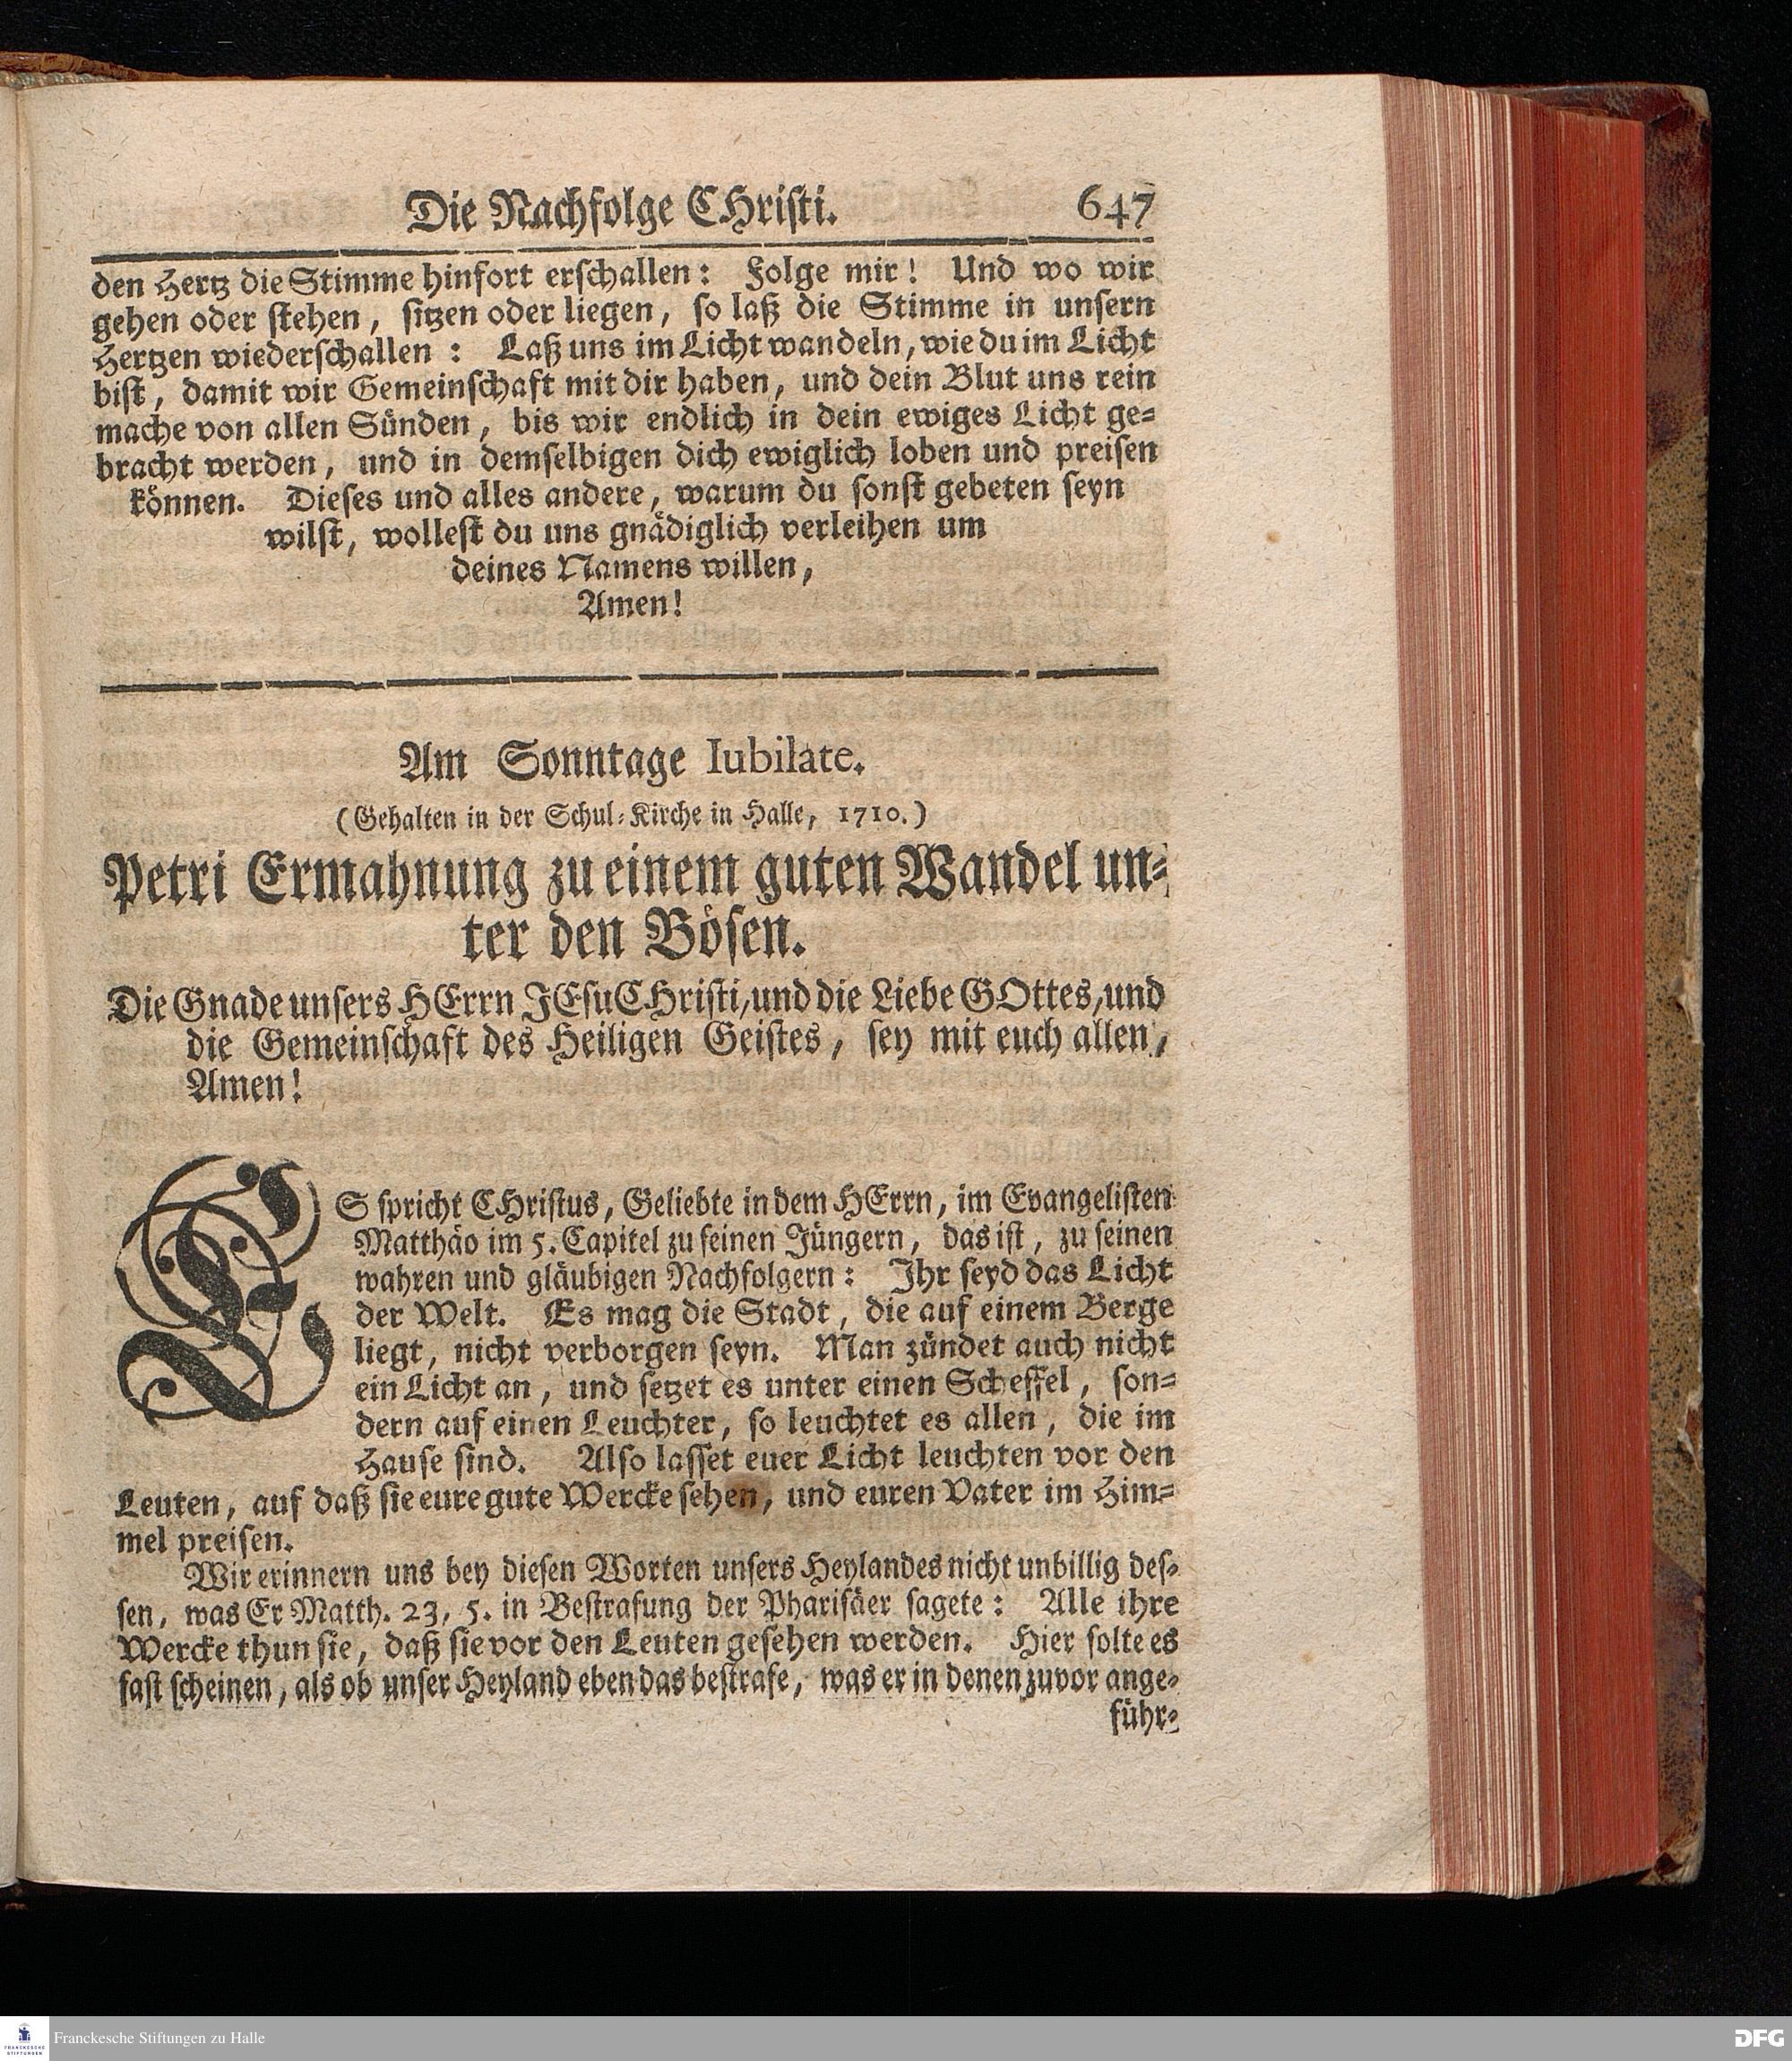 Die Nachfolge CHristi. 647
den Hertz die Stimme hinfort erschallen: Folge mir! Und wo wir
gehen oder stehen, sitzen oder liegen, so laß die Stimme in unsern
Hertzen wiederschallen: Laß uns im Licht wandeln, wie du im Licht
bist, damit wir Gemeinschaft mit dir haben, und dein Blut uns rein
mache von allen Sünden, bis wir endlich in dein ewiges Licht ge=
bracht werden, und in demselbigen dich ewiglich loben und preisen
können. Dieses und alles andere, warum du sonst gebeten seyn
wilst, wollest du uns gnädiglich verleihen um
deines Namens willen,
Amen!
Am Sonntage Iubilate.
(Gehalten in der Schul=Kirche in Halle, 1710.)
Petri Ermahnung zu einem guten Wandel un=
ter den Bösen.
Die Gnade unsers HErrn JEsu CHristi, und die Liebe GOttes, und
die Gemeinschaft des Heiligen Geistes, sey mit euch allen,
Amen!
ES spricht CHristus, Geliebte in dem HErrn, im Evangelisten
Matthäo im 5. Capitel zu seinen Jüngern, das ist, zu seinen
wahren und gläubigen Nachfolgern: Ihr seyd das Licht
der Welt. Es mag die Stadt, die auf einem Berge
liegt, nicht verborgen seyn. Man zündet auch nicht
ein Licht an, und setzet es unter einen Scheffel, son=
dern auf einen Leuchter, so leuchtet es allen, die im
Hause sind. Also lasset euer Licht leuchten vor den
Leuten, auf daß sie eure gute Wercke sehen, und euren Vater im Him=
mel preisen.
Wir erinnern uns bey diesen Worten unsers Heylandes nicht unbillig des=
sen, was Er Matth. 23, 5. in Bestrafung der Pharisäer sagete: Alle ihre
Wercke thun sie, daß sie vor den Leuten gesehen werden. Hier solte es
fast scheinen, als ob unser Heyland eben das bestrafe, was er in denen zuvor ange=
führ=
FRANCKESCHE
STIFTUNGEN
Franckesche Stiftungen zu Halle
DFG